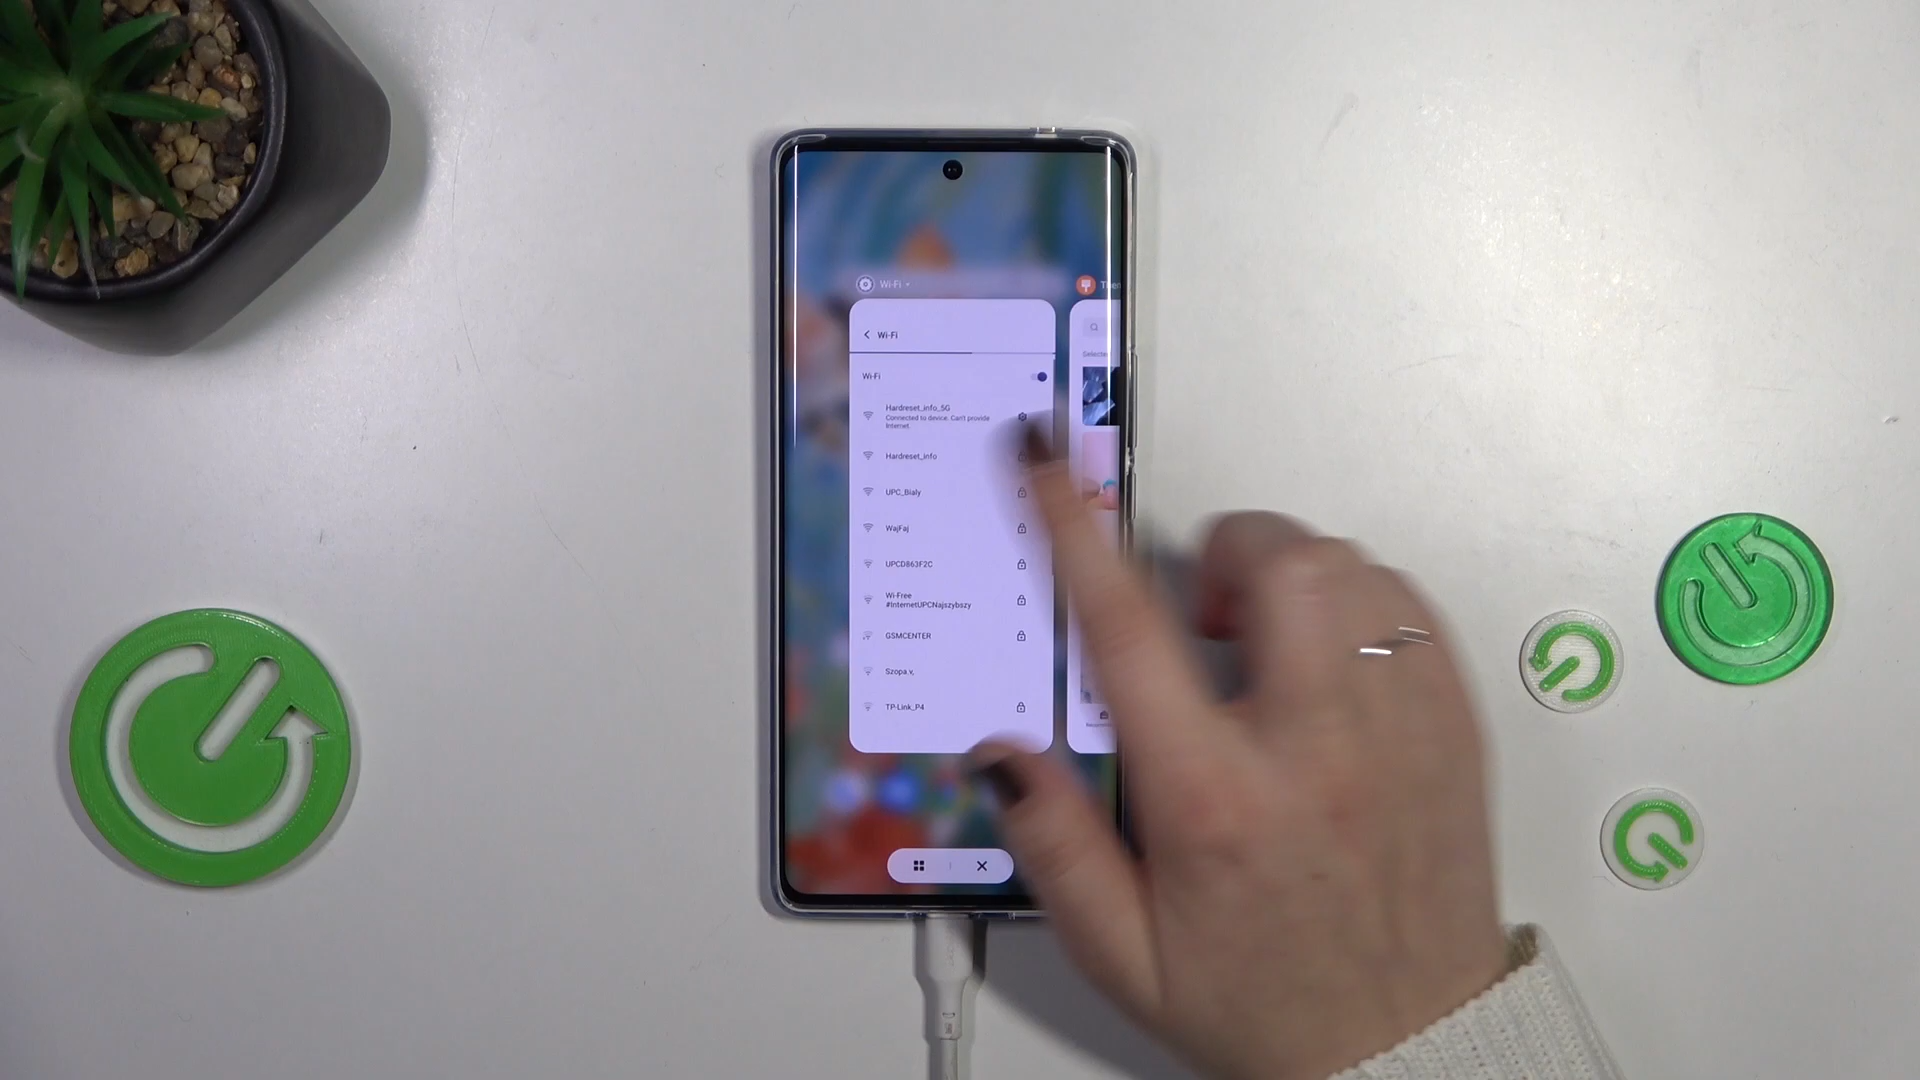 Wi-Fi
Wi-Fi
Wi-Fi
Selected
Hardreset_info_5G
Connected to device. Can't provide
Internet.
Hardreset_info
UPC_Bialy
WajFaj
UPCD863F2C
Wi-Free
#InternetUPCNajszybszy
GSMCENTER
Szopa.v,
TP-Link_P4